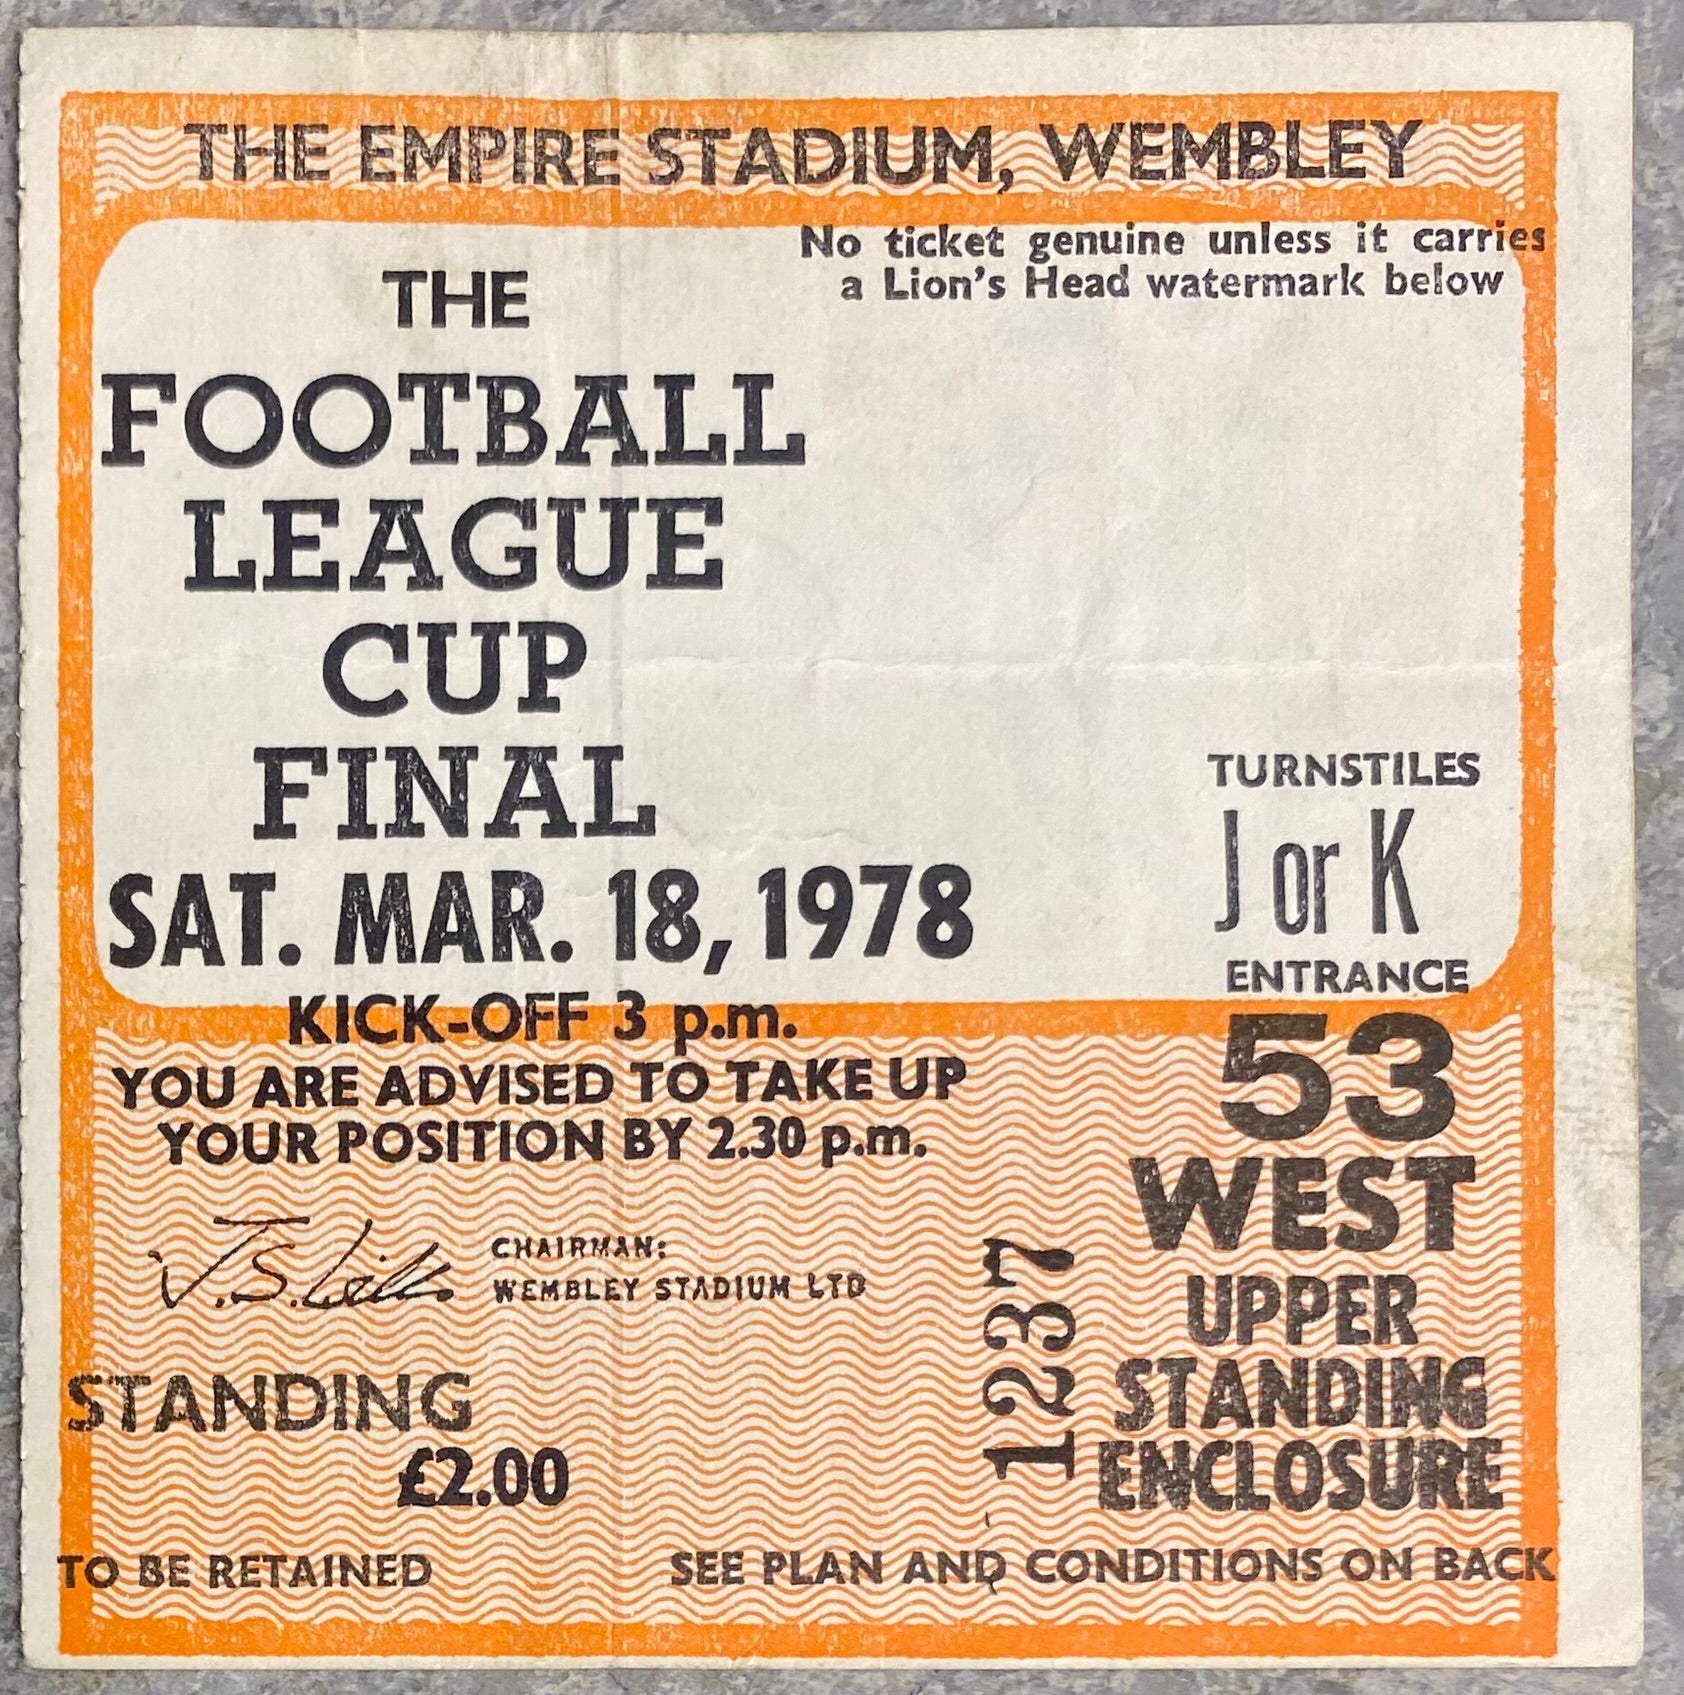 THE EMPIRE STADIUM, WEMBLEY
No ticket genuine unless it carries
a Lion's Head watermark below
THE
FOOTBALL
LEAGUE
CUP
FINAL
SAT. MAR. 18, 1978
KICK-OFF 3 p.m.
YOU ARE ADVISED TO TAKE UP
YOUR POSITION BY 2.30 p.m.
CHAIRMAN:
WEMBLEY STADIUM LTD
STANDING
£2.00
TO BE RETAINED
TURNSTILES
J or K
ENTRANCE
53
WEST
UPPER
STANDING
ENCLOSURE
1237
SEE PLAN AND CONDITIONS ON BACK